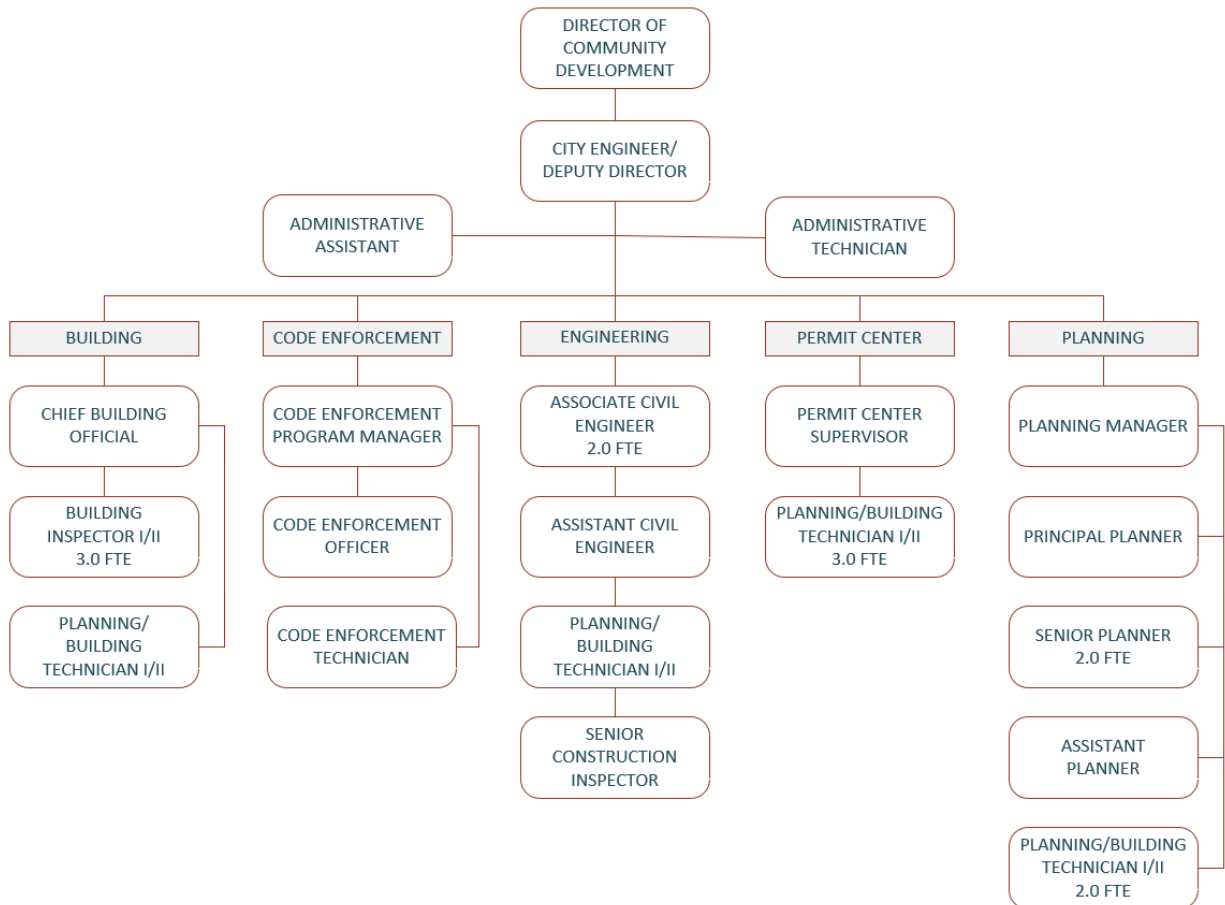 DIRECTOR OF
COMMUNITY
DEVELOPMENT
CITY ENGINEER/
DEPUTY DIRECTOR
ADMINISTRATIVE
ASSISTANT
ADMINISTRATIVE
TECHNICIAN
BUILDING
CHIEF BUILDING
OFFICIAL
BUILDING
INSPECTOR I/II
3.0 FTE
PLANNING/
BUILDING
TECHNICIAN I/II
CODE ENFORCEMENT
CODE ENFORCEMENT
PROGRAM MANAGER
CODE ENFORCEMENT
OFFICER
CODE ENFORCEMENT
TECHNICIAN
ENGINEERING
ASSOCIATE CIVIL
ENGINEER
2.0 FTE
ASSISTANT CIVIL
ENGINEER
PLANNING/
BUILDING
TECHNICIAN I/II
SENIOR
CONSTRUCTION
INSPECTOR
PERMIT CENTER
PERMIT CENTER
SUPERVISOR
PLANNING/BUILDING
TECHNICIAN I/II
3.0 FTE
PLANNING
PLANNING MANAGER
PRINCIPAL PLANNER
SENIOR PLANNER
2.0 FTE
ASSISTANT
PLANNER
PLANNING/BUILDING
TECHNICIAN I/II
2.0 FTE